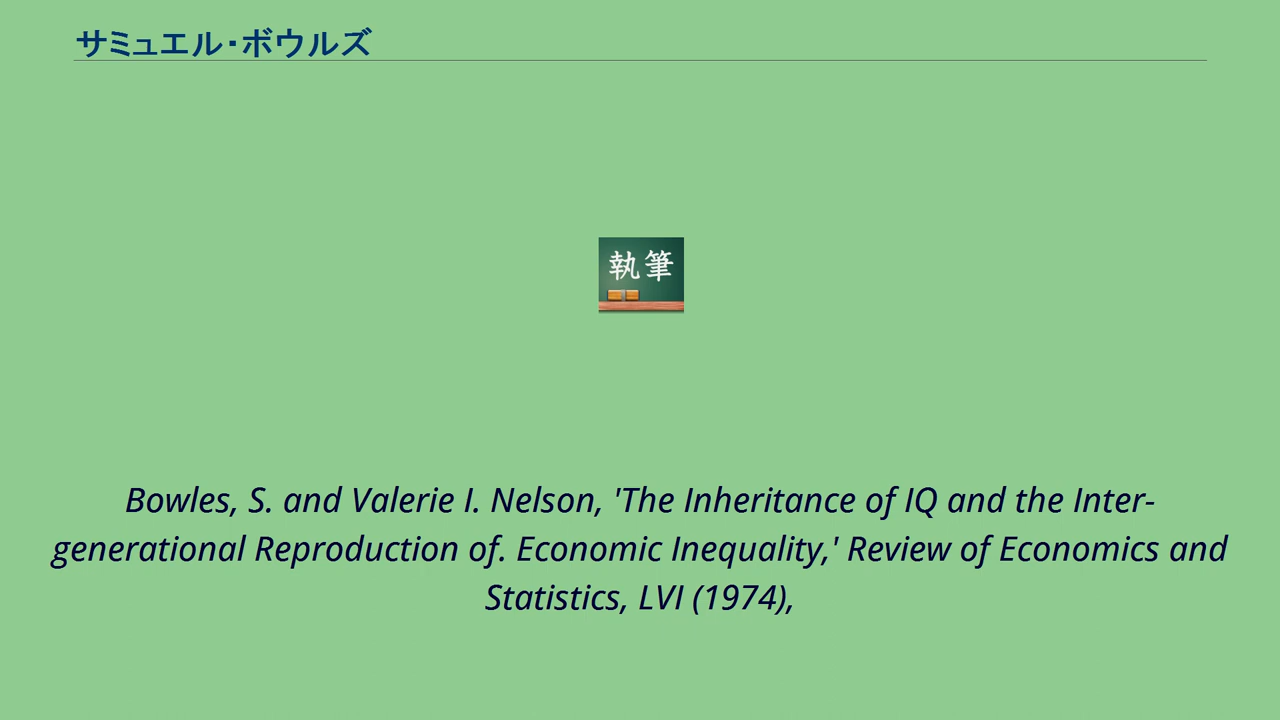 サミュエル・ボウルズ
執筆
Bowles, S. and Valerie I. Nelson, 'The Inheritance of IQ and the Inter-
generational Reproduction of. Economic Inequality,' Review of Economics and
Statistics, LVI (1974),